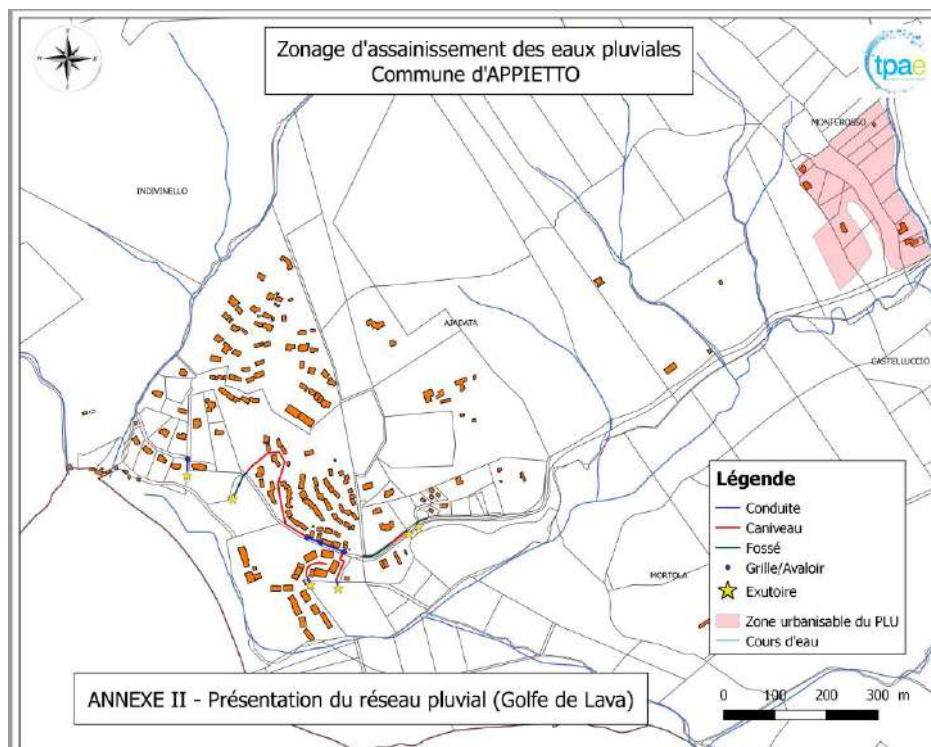 Zonage d'assainissement des eaux pluviales
Commune d'APPIETTO
tpae
MONTEROSSO
INDIVINELLO
AJADATA
CASTELLUCCIO
Légende
Conduite
Caniveau
Fossé
Grille/Avaloir
Exutoire
Zone urbanisable du PLU
Cours d'eau
MORTOLA
ANNEXE II - Présentation du réseau pluvial (Golfe de Lava)
0 100 200 300 m